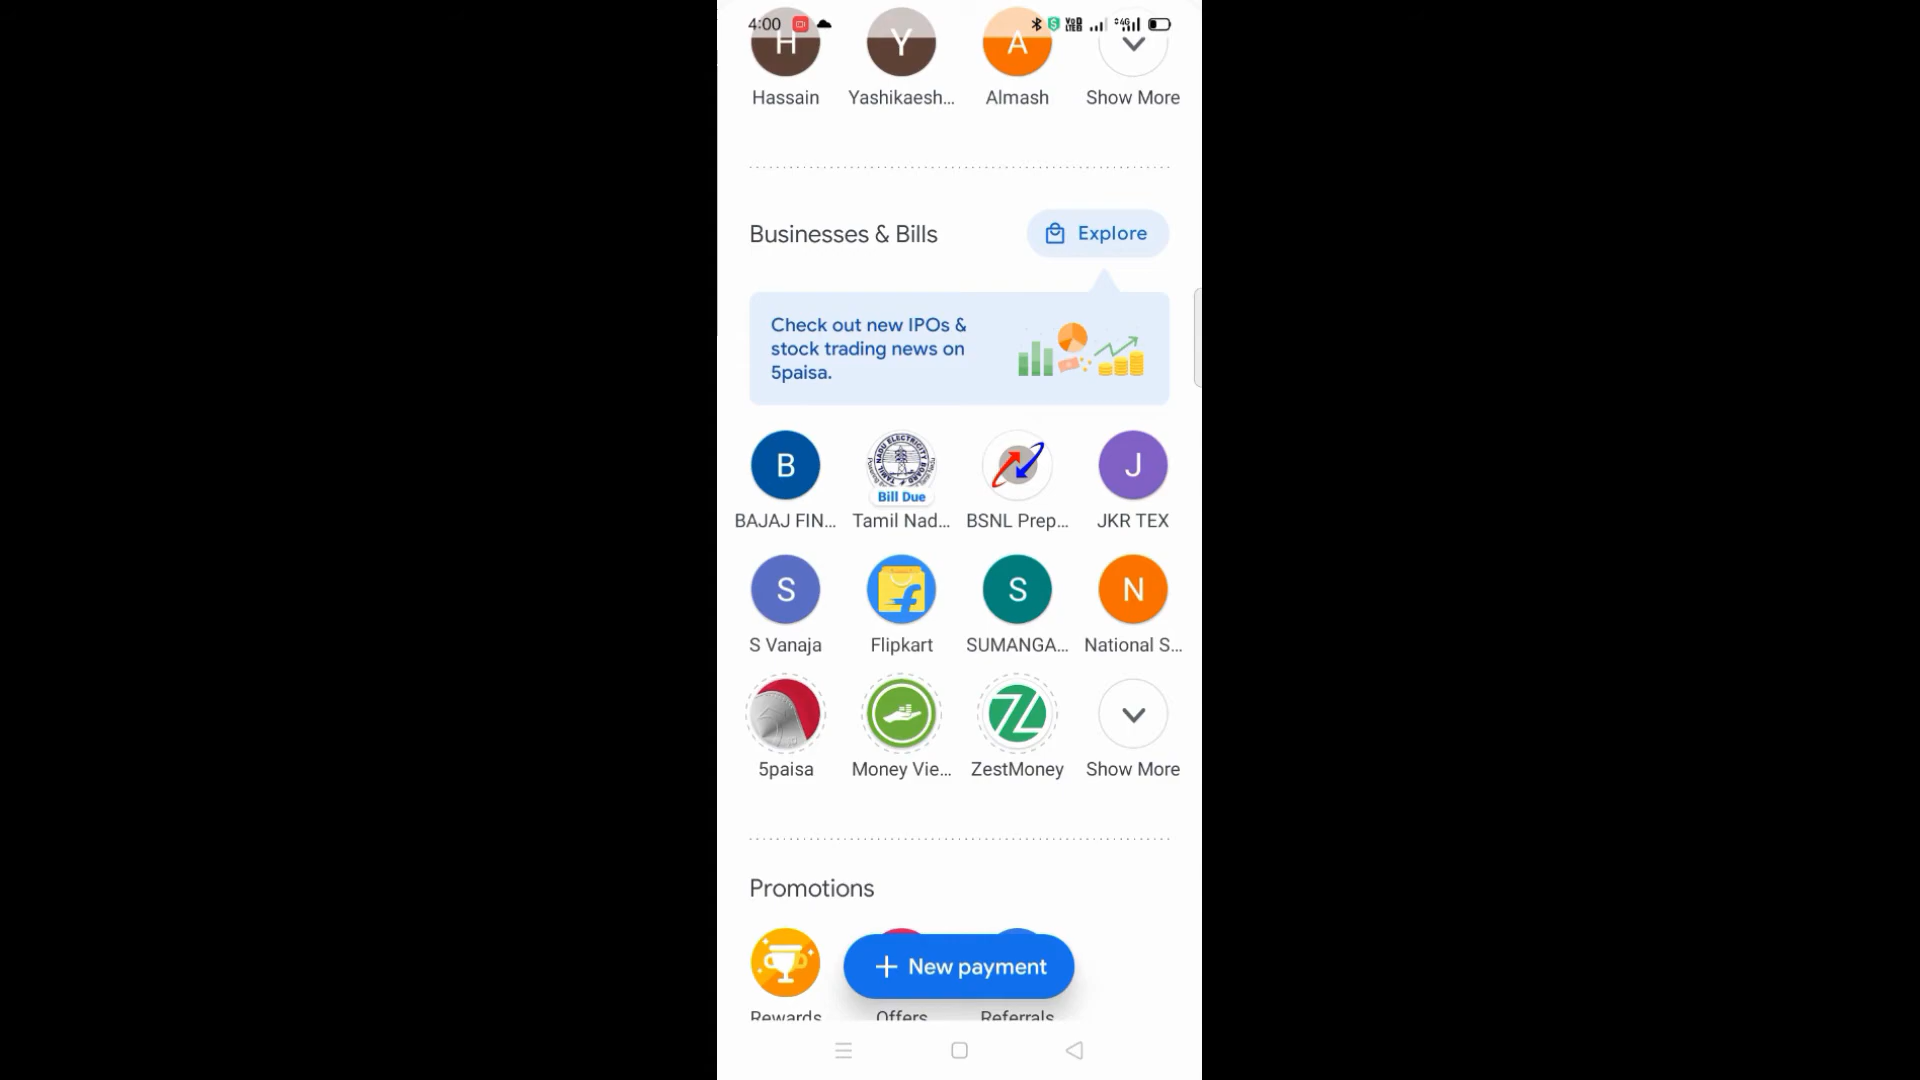 4:00
H Y A
Hassain Yashikaesh... Almash Show More
Businesses & Bills Explore
Check out new IPOs &
stock trading news on
5paisa.
B J
Bill Due
BAJAJ FIN... Tamil Nad... BSNL Prep... JKR TEX
S S N
S Vanaja Flipkart SUMANGA... National S...
5paisa Money Vie... ZestMoney Show More
Promotions
+ New payment
Rewards Offers Referrals